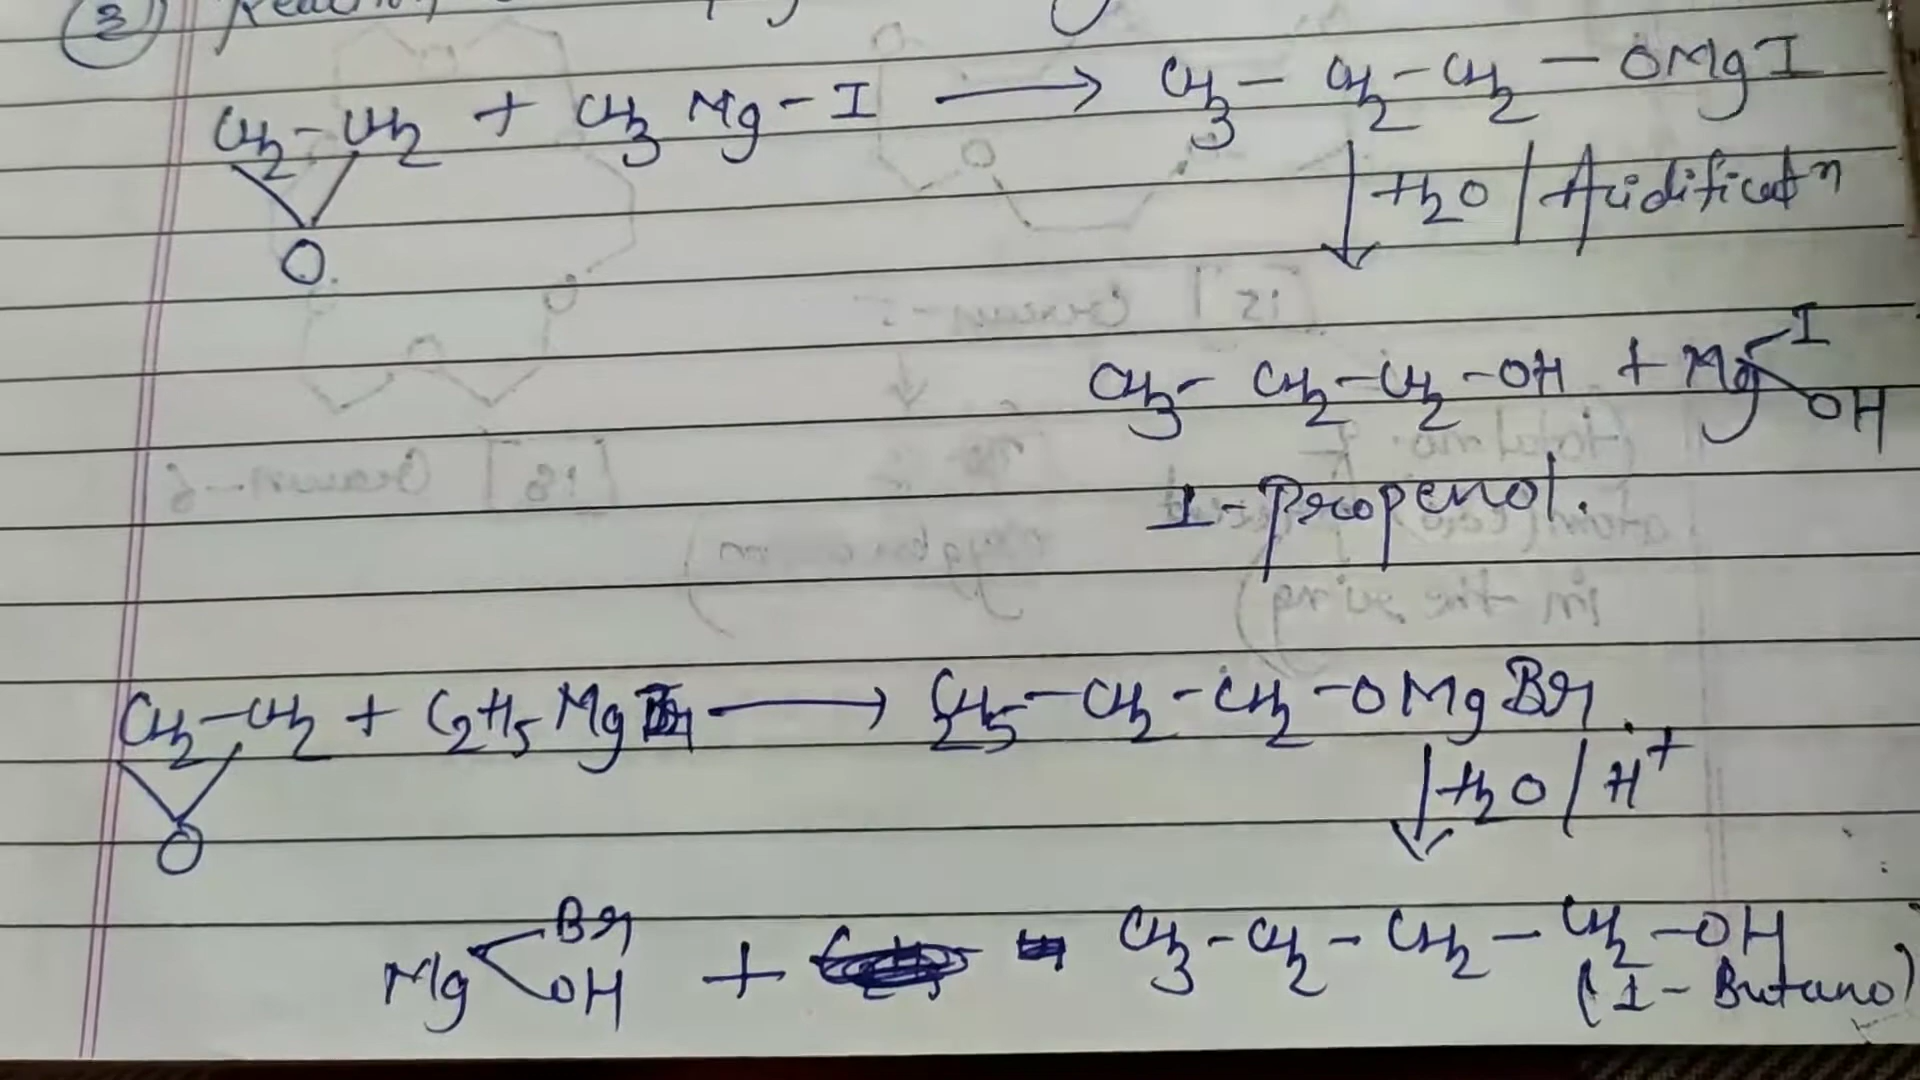 (3)
CH2-CH2 + CH3 Mg-I → CH3- CH2-CH2-OMgI
O
H2O / Acidificatn
CH3- CH2-CH2-OH + Mg I OH
1-Propenol.
CH2-CH2 + C2H5 MgBr → C2H5-CH2-CH2-OMgBr.
O
H2O / H+
Mg Br OH + CH3-CH2-CH2-CH2-OH
(1-Butano)